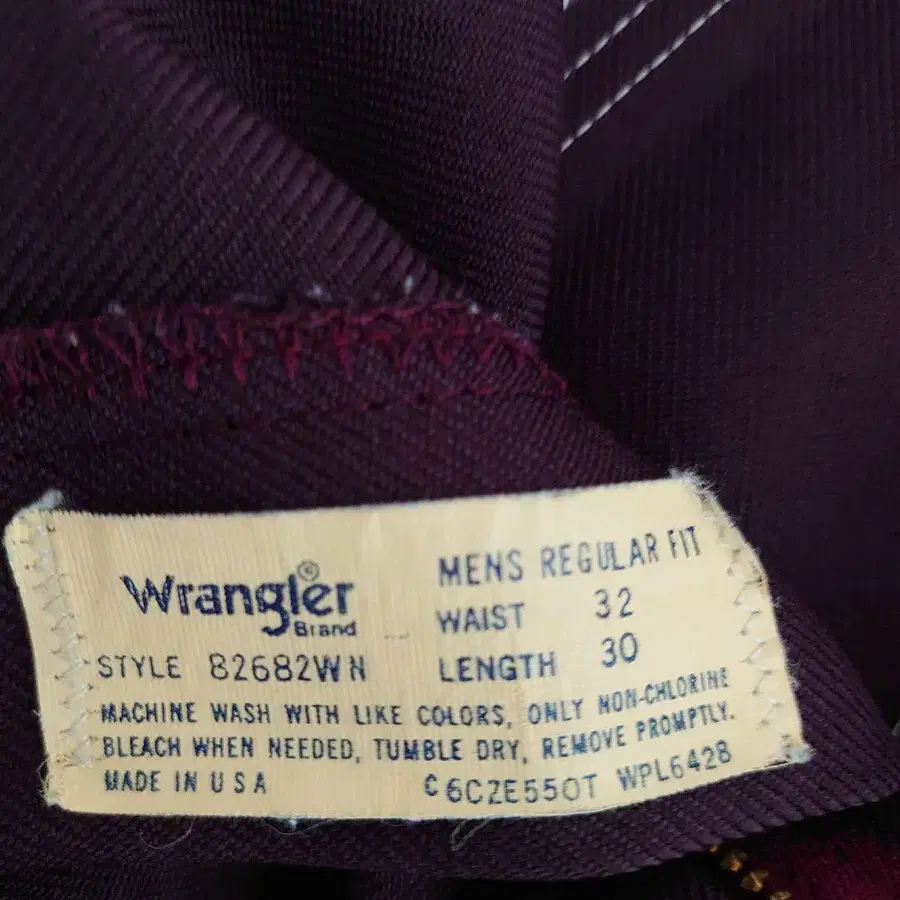 Wrangler®
Brand
MENS REGULAR FIT
WAIST 32
STYLE 82682WN
LENGTH 30
MACHINE WASH WITH LIKE COLORS, ONLY NON-CHLORINE
BLEACH WHEN NEEDED, TUMBLE DRY, REMOVE PROMPTLY.
MADE IN USA
C6CZE550T WPL6428